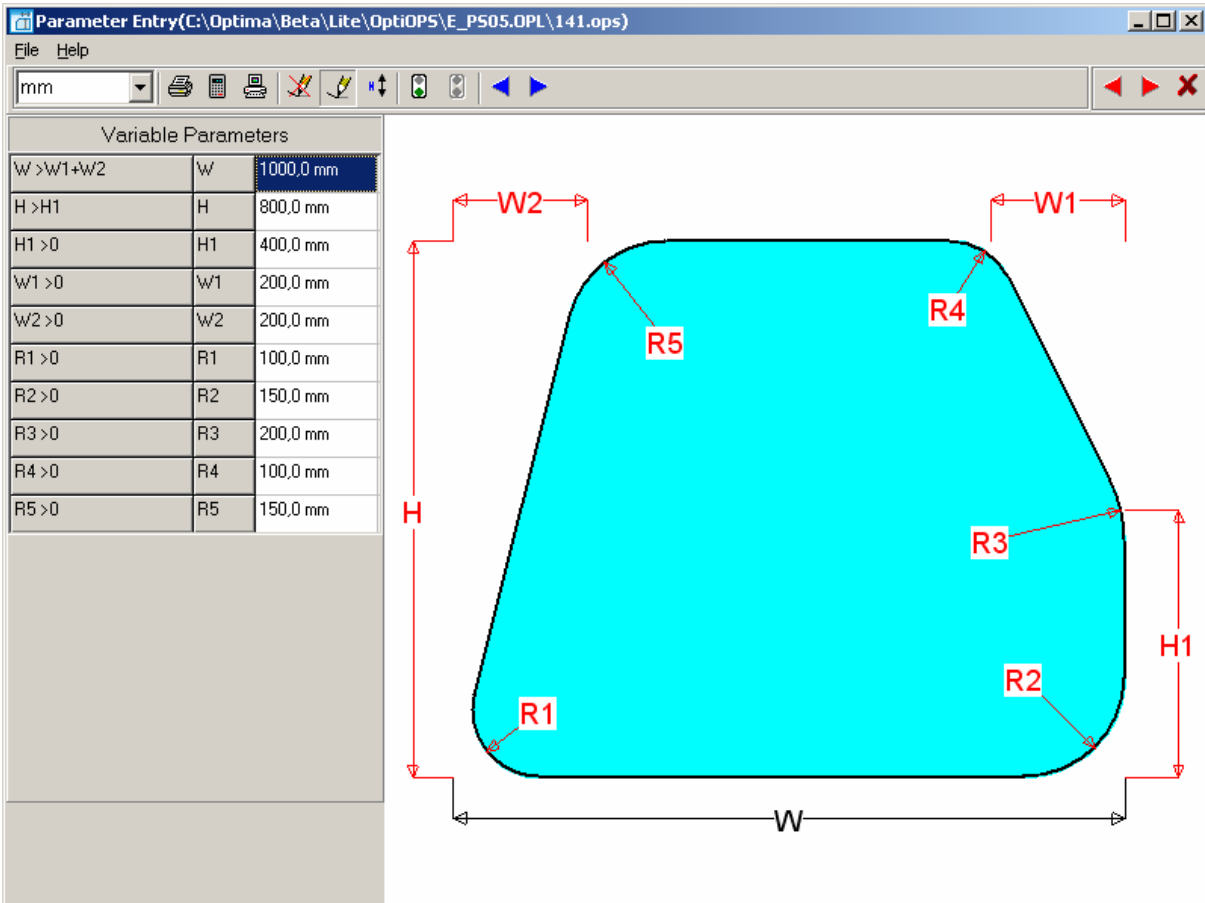 Parameter Entry(C:\Optima\Beta\Lite\OptiOPS\E_PS05.OPL\141.ops)
File Help
mm
Variable Parameters
W >W1+W2 W 1000,0 mm
H >H1 H 800,0 mm
H1 >0 H1 400,0 mm
W1 >0 W1 200,0 mm
W2 >0 W2 200,0 mm
R1 >0 R1 100,0 mm
R2 >0 R2 150,0 mm
R3 >0 R3 200,0 mm
R4 >0 R4 100,0 mm
R5 >0 R5 150,0 mm
W2 W1
R4
R5
H
R3
H1
R2
R1
W